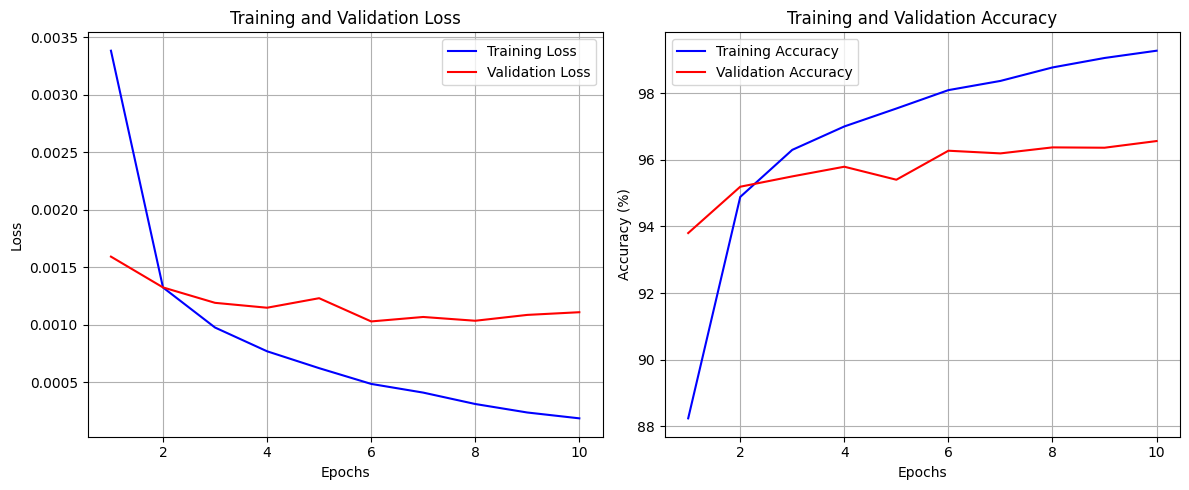 Training and Validation Loss
Training Loss
Validation Loss
0.0035
0.0030
0.0025
0.0020
0.0015
0.0010
0.0005
Loss
2 4 6 8 10
Epochs
Training and Validation Accuracy
Training Accuracy
Validation Accuracy
98
96
94
92
90
88
Accuracy (%)
2 4 6 8 10
Epochs